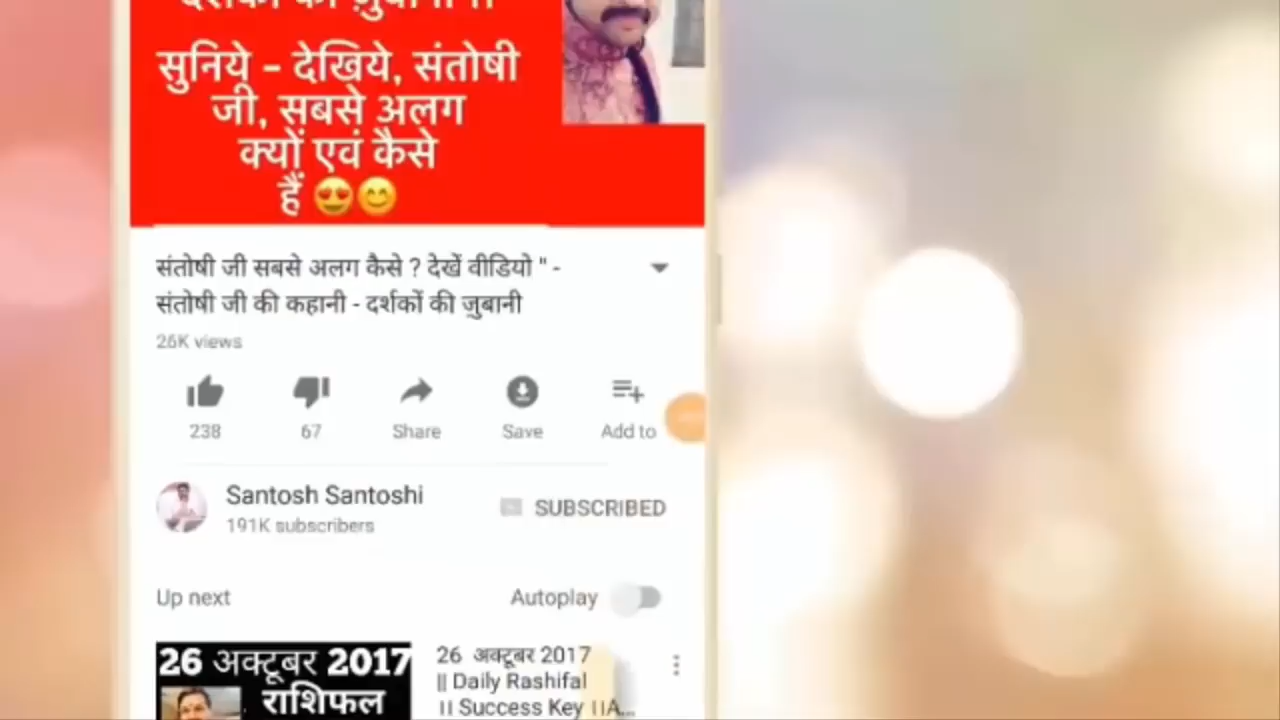 सुनिये - देखिये, संतोषी
जी, सबसे अलग
क्यों एवं कैसे
हैं 😍😊
संतोषी जी सबसे अलग कैसे ? देखें वीडियो " -
संतोषी जी की कहानी - दर्शकों की जुबानी
26K views
238
67
Share
Save
Add to
Santosh Santoshi
191K subscribers
SUBSCRIBED
Up next
Autoplay
26 अक्टूबर 2017
राशिफल
26 अक्टूबर 2017
|| Daily Rashifal
।। Success Key ।।A...